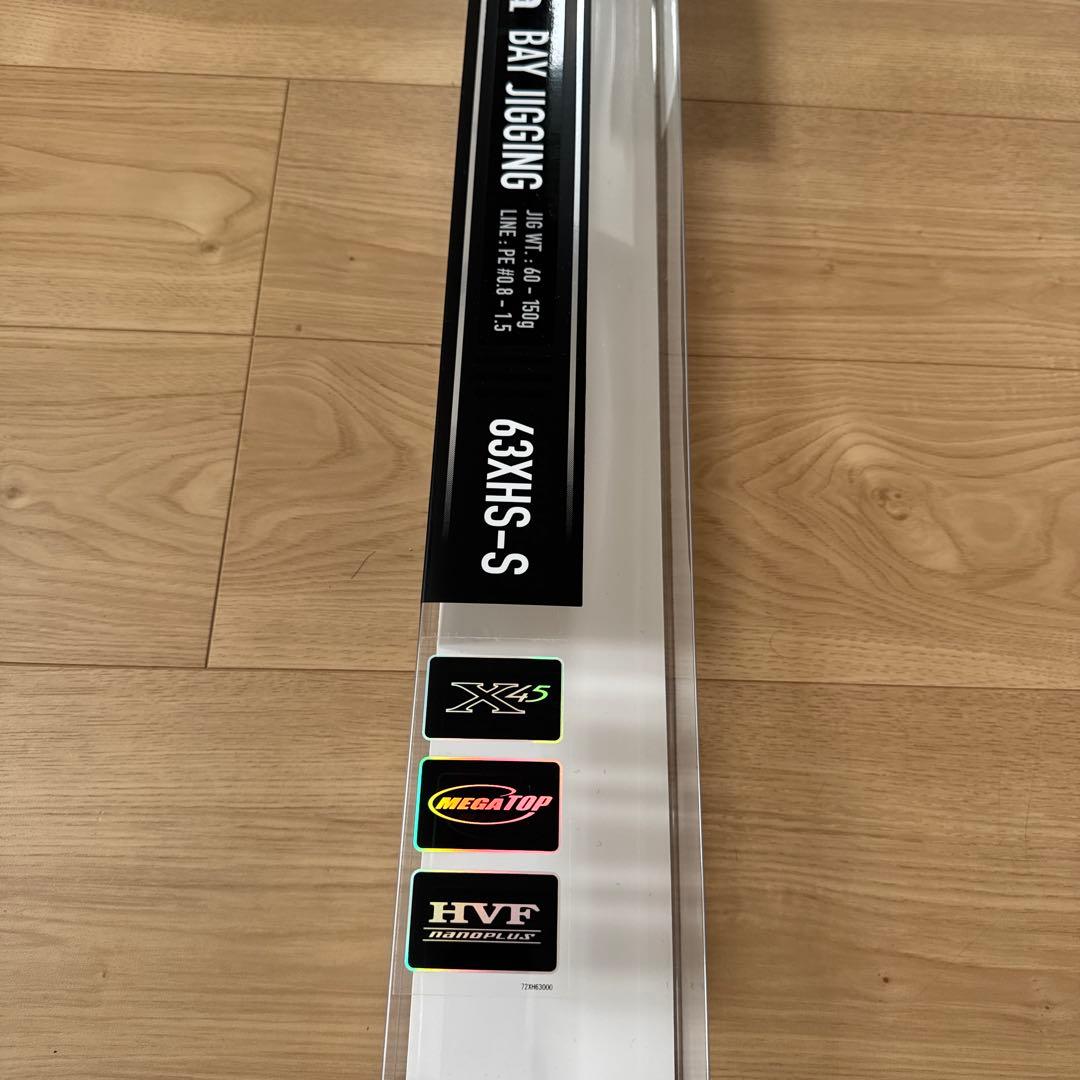 BAY JIGGING
JIG WT. : 60 - 150g
LINE : PE #0.8 - 1.5
63XHS-S
X45
MEGATOP
HVF
nanoPLUS
72XH63000